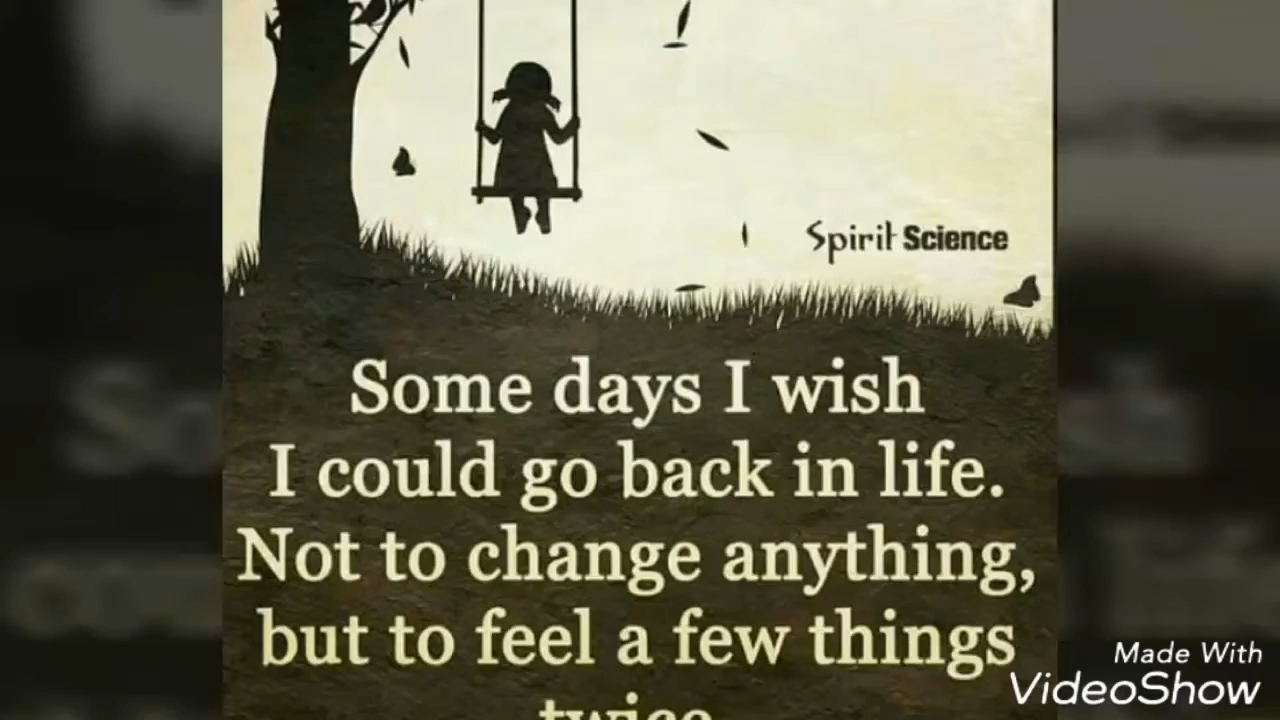 Spirit Science
Some days I wish
I could go back in life.
Not to change anything,
but to feel a few things
twice.
Made With
VideoShow